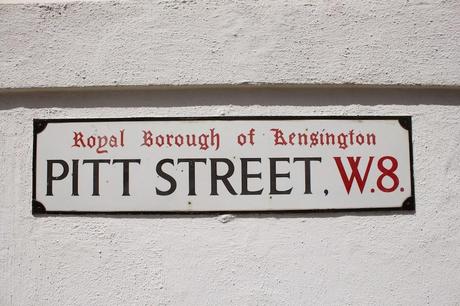 Royal Borough of Kensington
PITT STREET, W.8.